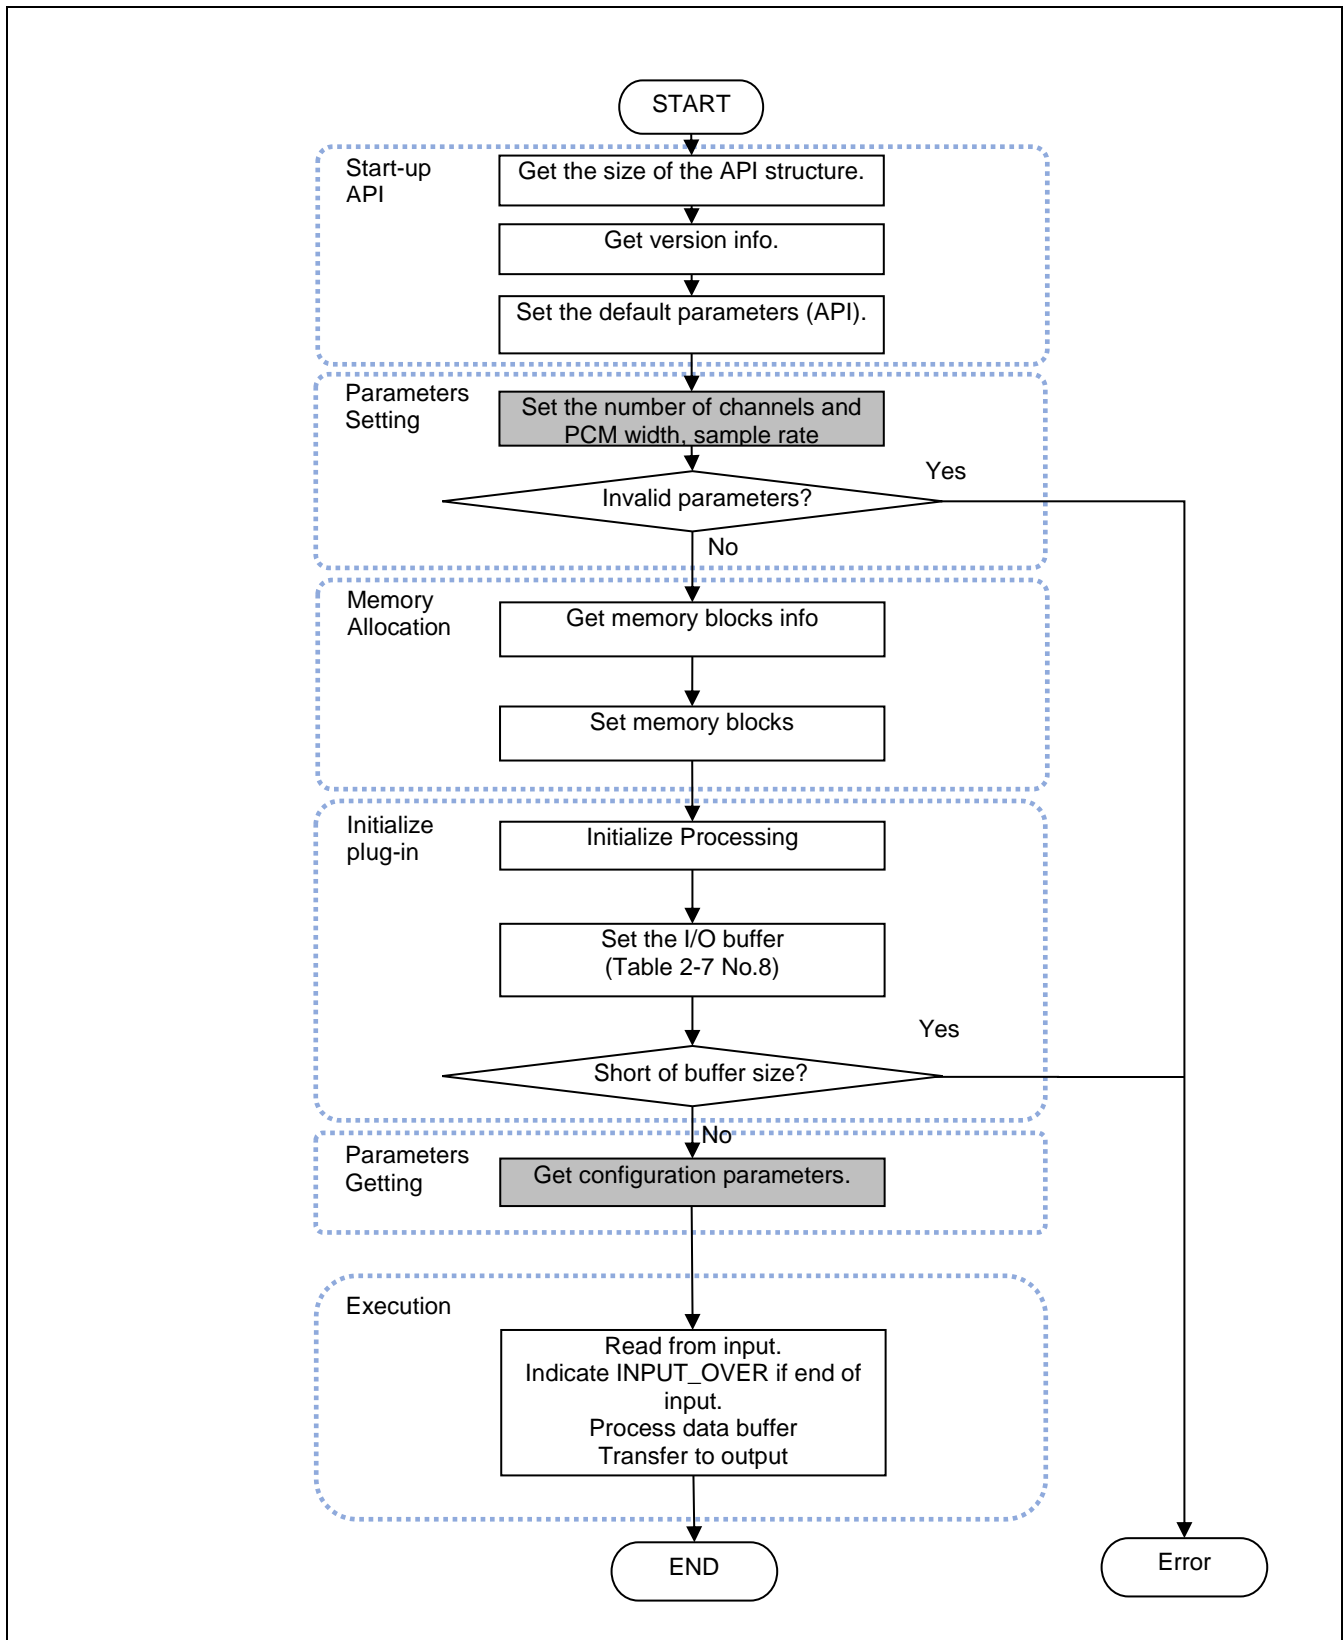 START
Start-up
API
Get the size of the API structure.
Get version info.
Set the default parameters (API).
Parameters
Setting
Set the number of channels and
PCM width, sample rate
Yes
Invalid parameters?
No
Memory
Allocation
Get memory blocks info
Set memory blocks
Initialize
plug-in
Initialize Processing
Set the I/O buffer
(Table 2-7 No.8)
Yes
Short of buffer size?
No
Parameters
Getting
Get configuration parameters.
Execution
Read from input.
Indicate INPUT_OVER if end of
input.
Process data buffer
Transfer to output
END
Error